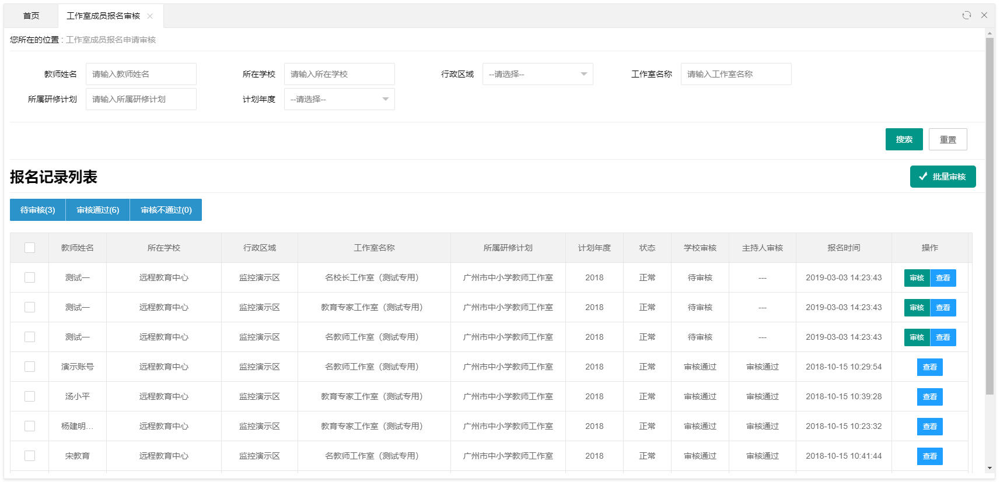 首页 工作室成员报名审核
您所在的位置 : 工作室成员报名申请审核
教师姓名 请输入教师姓名 所在学校 请输入所在学校 行政区域 --请选择-- 工作室名称 请输入工作室名称
所属研修计划 请输入所属研修计划 计划年度 --请选择--
搜索 重置
报名记录列表 批量审核
待审核(3) 审核通过(6) 审核不通过(0)
教师姓名 所在学校 行政区域 工作室名称 所属研修计划 计划年度 状态 学校审核 主持人审核 报名时间 操作
测试一 远程教育中心 监控演示区 名校长工作室（测试专用） 广州市中小学教师工作室 2018 正常 待审核 --- 2019-03-03 14:23:43 审核 查看
测试一 远程教育中心 监控演示区 教育专家工作室（测试专用） 广州市中小学教师工作室 2018 正常 待审核 --- 2019-03-03 14:23:43 审核 查看
测试一 远程教育中心 监控演示区 名教师工作室（测试专用） 广州市中小学教师工作室 2018 正常 待审核 --- 2019-03-03 14:23:43 审核 查看
演示账号 远程教育中心 监控演示区 名教师工作室（测试专用） 广州市中小学教师工作室 2018 正常 审核通过 审核通过 2018-10-15 10:29:54 查看
汤小平 远程教育中心 监控演示区 教育专家工作室（测试专用） 广州市中小学教师工作室 2018 正常 审核通过 审核通过 2018-10-15 10:39:28 查看
杨建明... 远程教育中心 监控演示区 教育专家工作室（测试专用） 广州市中小学教师工作室 2018 正常 审核通过 审核通过 2018-10-15 10:23:32 查看
宋教育 远程教育中心 监控演示区 名教师工作室（测试专用） 广州市中小学教师工作室 2018 正常 审核通过 审核通过 2018-10-15 10:41:44 查看